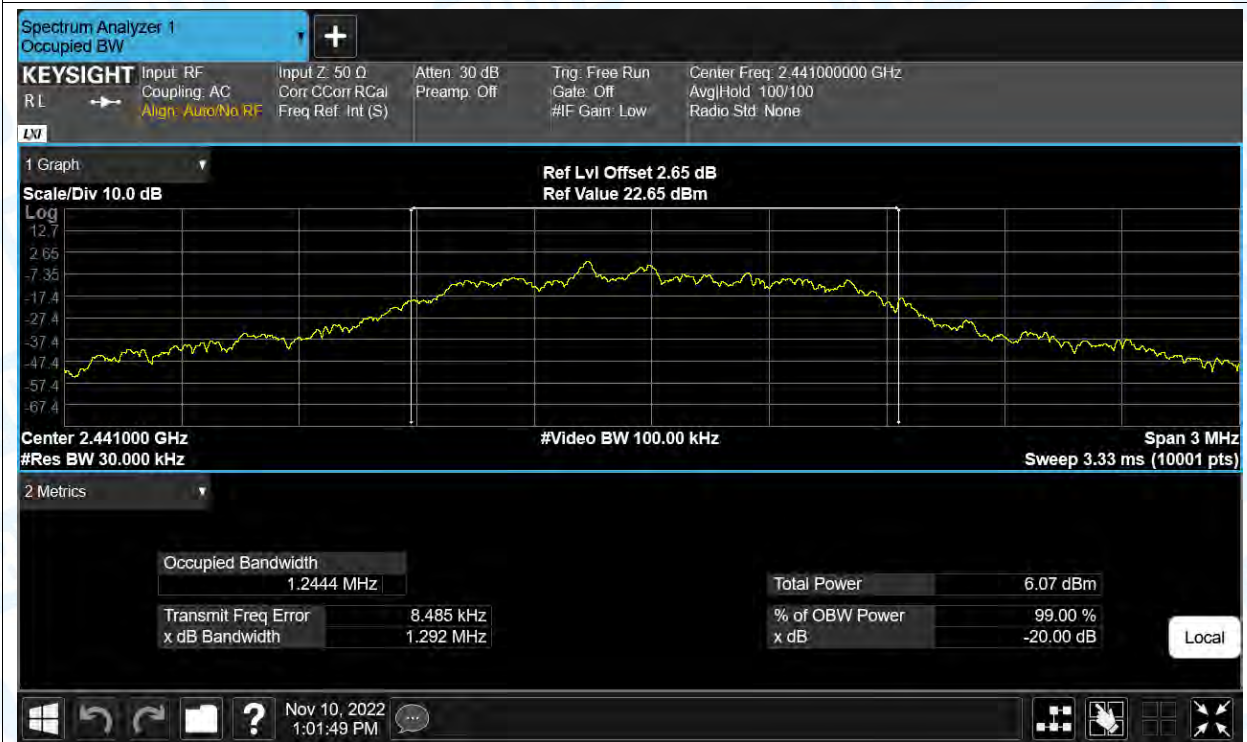 Spectrum Analyzer 1
Occupied BW
KEYSIGHT
R L
LXI
Input: RF
Coupling: AC
Align: Auto/No RF
Input Z: 50 Ω
Corr CCorr RCal
Freq Ref: Int (S)
Atten: 30 dB
Preamp: Off
Trig: Free Run
Gate: Off
#IF Gain: Low
Center Freq: 2.441000000 GHz
Avg|Hold: 100/100
Radio Std: None
1 Graph
Scale/Div 10.0 dB
Ref Lvl Offset 2.65 dB
Ref Value 22.65 dBm
Log
12.7
2.65
-7.35
-17.4
-27.4
-37.4
-47.4
-57.4
-67.4
Center 2.441000 GHz
#Res BW 30.000 kHz
#Video BW 100.00 kHz
Span 3 MHz
Sweep 3.33 ms (10001 pts)
2 Metrics
Occupied Bandwidth
1.2444 MHz
Transmit Freq Error 8.485 kHz
x dB Bandwidth 1.292 MHz
Total Power 6.07 dBm
% of OBW Power 99.00 %
x dB -20.00 dB
Local
?
Nov 10, 2022
1:01:49 PM